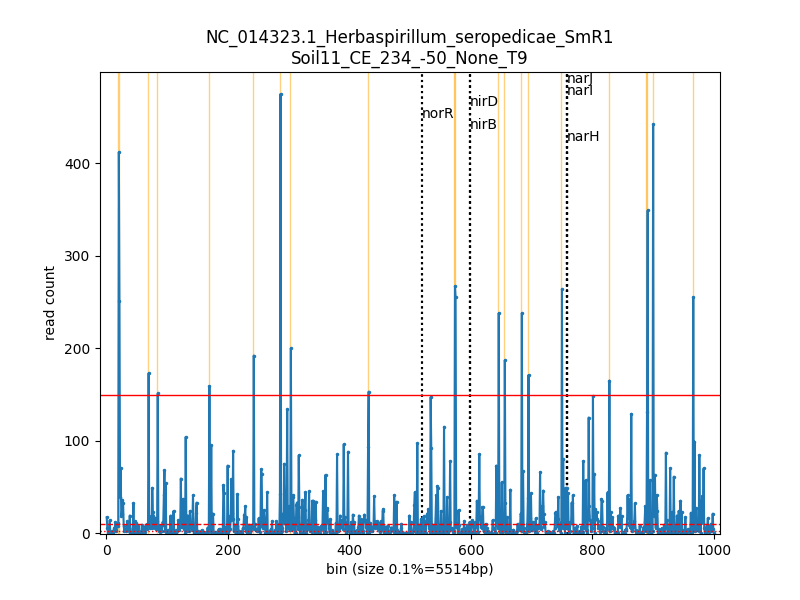 NC_014323.1_Herbaspirillum_seropedicae_SmR1
Soil11_CE_234_-50_None_T9
narJ
narI
nirD
norR
nirB
narH
400
300
200
100
0
read count
0
200
400
600
800
1000
bin (size 0.1%=5514bp)